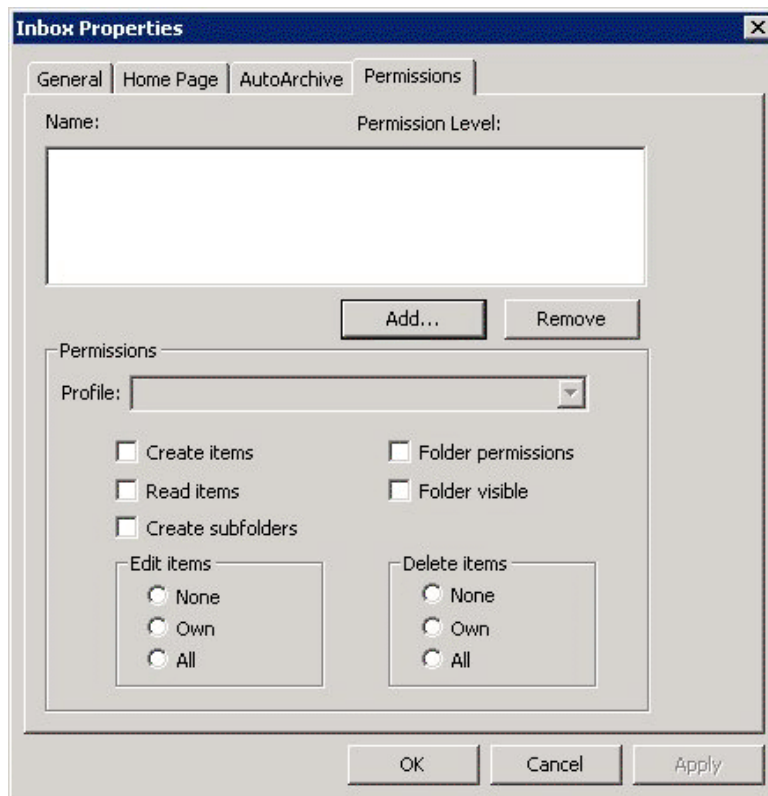 Inbox Properties
General Home Page AutoArchive Permissions
Name: Permission Level:
Add... Remove
Permissions
Profile:
Create items Folder permissions
Read items Folder visible
Create subfolders
Edit items Delete items
None None
Own Own
All All
OK Cancel Apply